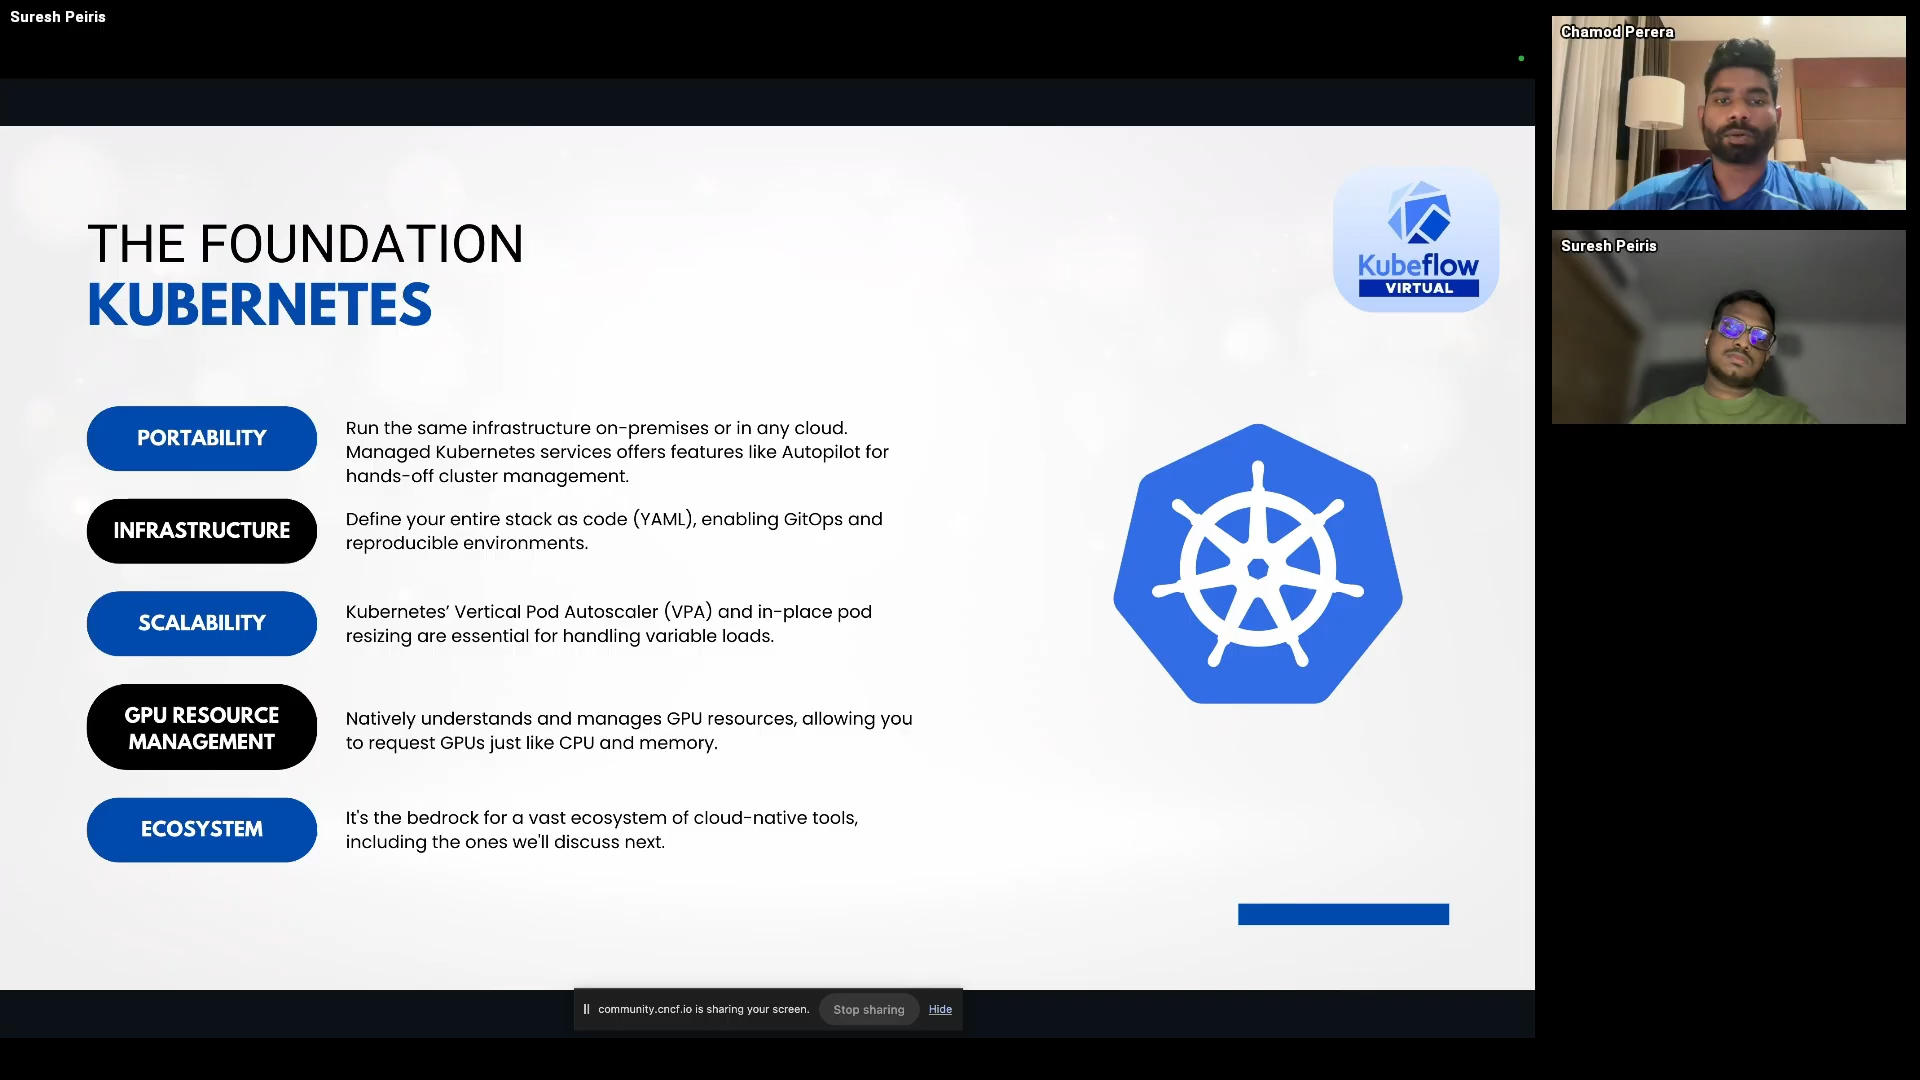 Suresh Peiris
Chamod Perera
Suresh Peiris
Kubeflow
VIRTUAL
THE FOUNDATION
KUBERNETES
PORTABILITY
Run the same infrastructure on-premises or in any cloud.
Managed Kubernetes services offers features like Autopilot for
hands-off cluster management.
INFRASTRUCTURE
Define your entire stack as code (YAML), enabling GitOps and
reproducible environments.
SCALABILITY
Kubernetes’ Vertical Pod Autoscaler (VPA) and in-place pod
resizing are essential for handling variable loads.
GPU RESOURCE
MANAGEMENT
Natively understands and manages GPU resources, allowing you
to request GPUs just like CPU and memory.
ECOSYSTEM
It's the bedrock for a vast ecosystem of cloud-native tools,
including the ones we'll discuss next.
community.cncf.io is sharing your screen.
Stop sharing
Hide